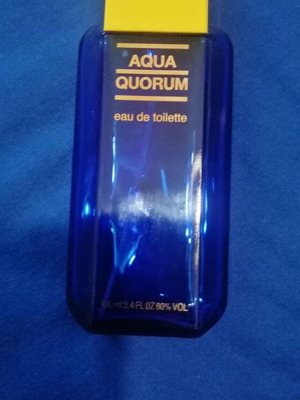 AQUA
QUORUM
eau de toilette
3.4 FL OZ 80% VOL